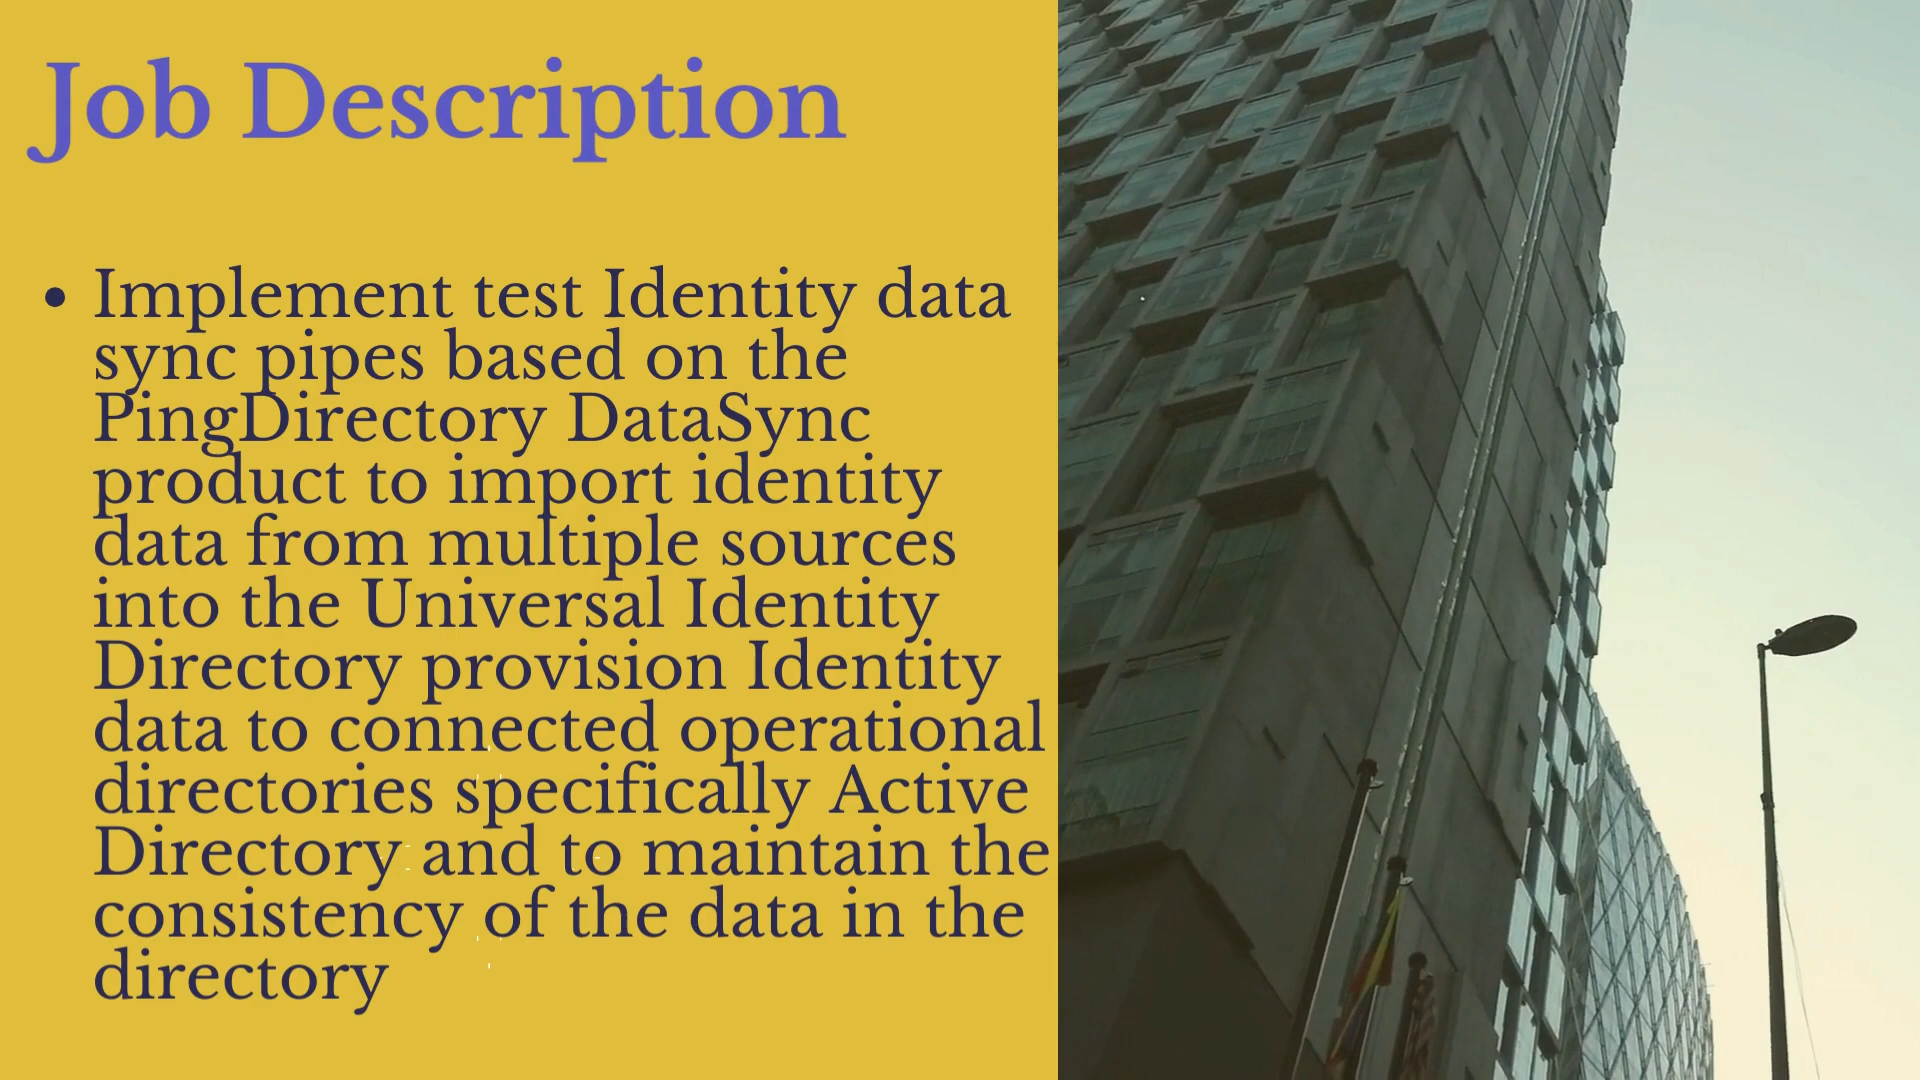 Job Description
• Implement test Identity data
sync pipes based on the
PingDirectory DataSync
product to import identity
data from multiple sources
into the Universal Identity
Directory provision Identity
data to connected operational
directories specifically Active
Directory and to maintain the
consistency of the data in the
directory